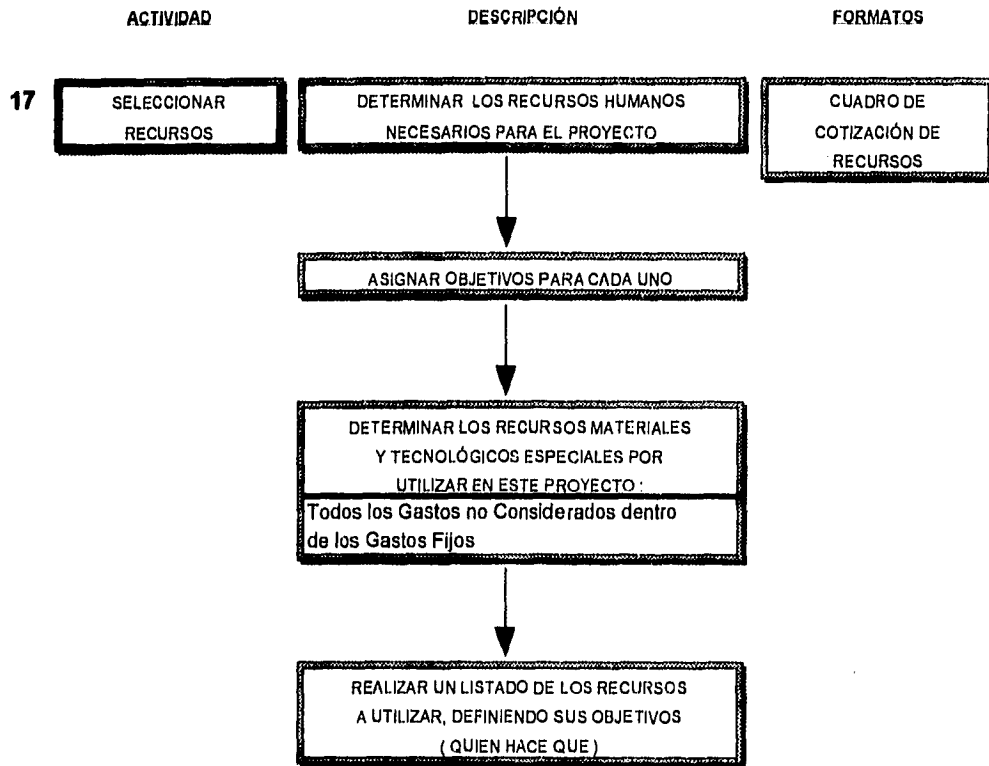 ACTIVIDAD DESCRIPCIÓN FORMATOS
17
SELECCIONAR
RECURSOS
DETERMINAR LOS RECURSOS HUMANOS
NECESARIOS PARA EL PROYECTO
CUADRO DE
COTIZACIÓN DE
RECURSOS
ASIGNAR OBJETIVOS PARA CADA UNO
DETERMINAR LOS RECURSOS MATERIALES
Y TECNOLÓGICOS ESPECIALES POR
UTILIZAR EN ESTE PROYECTO :
Todos los Gastos no Considerados dentro
de los Gastos Fijos
REALIZAR UN LISTADO DE LOS RECURSOS
A UTILIZAR, DEFINIENDO SUS OBJETIVOS
( QUIEN HACE QUE )